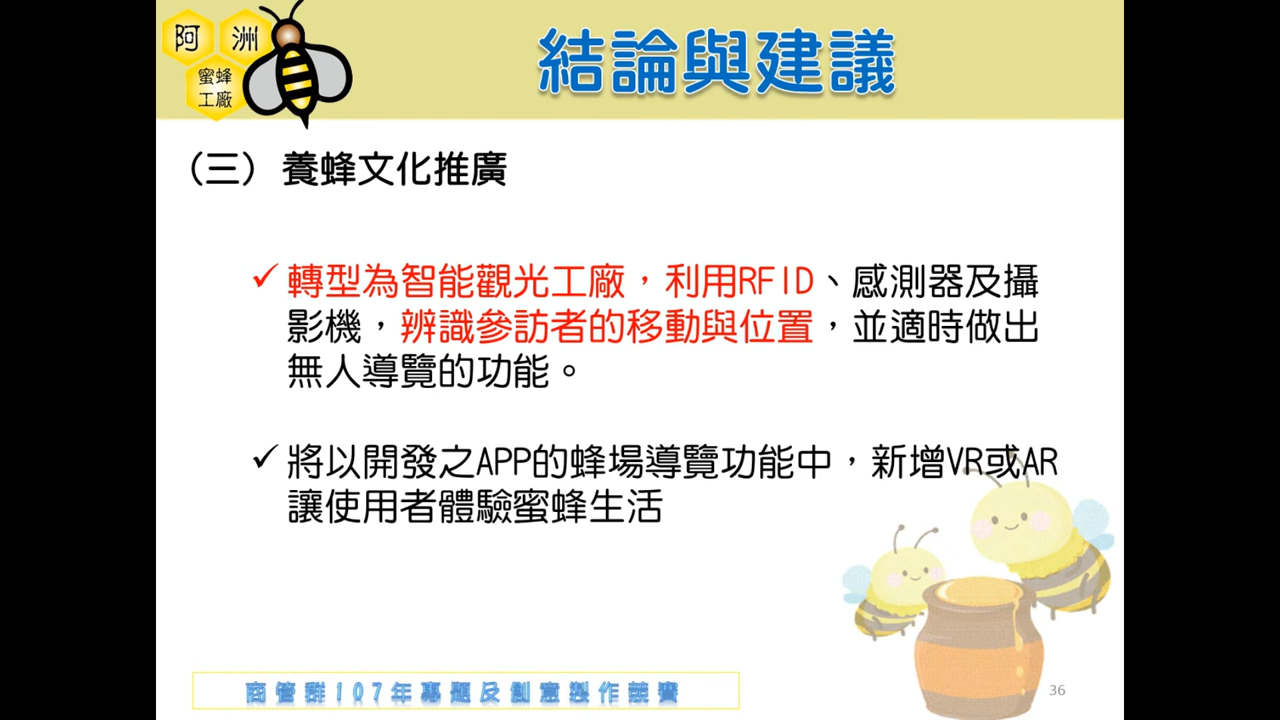 阿洲
蜜蜂
工廠
結論與建議
（三）養蜂文化推廣
✓轉型為智能觀光工廠，利用RFID、感測器及攝
影機，辨識參訪者的移動與位置，並適時做出
無人導覽的功能。
✓將以開發之APP的蜂場導覽功能中，新增VR或AR
讓使用者體驗蜜蜂生活
商管群107年專題及創意製作競賽
36